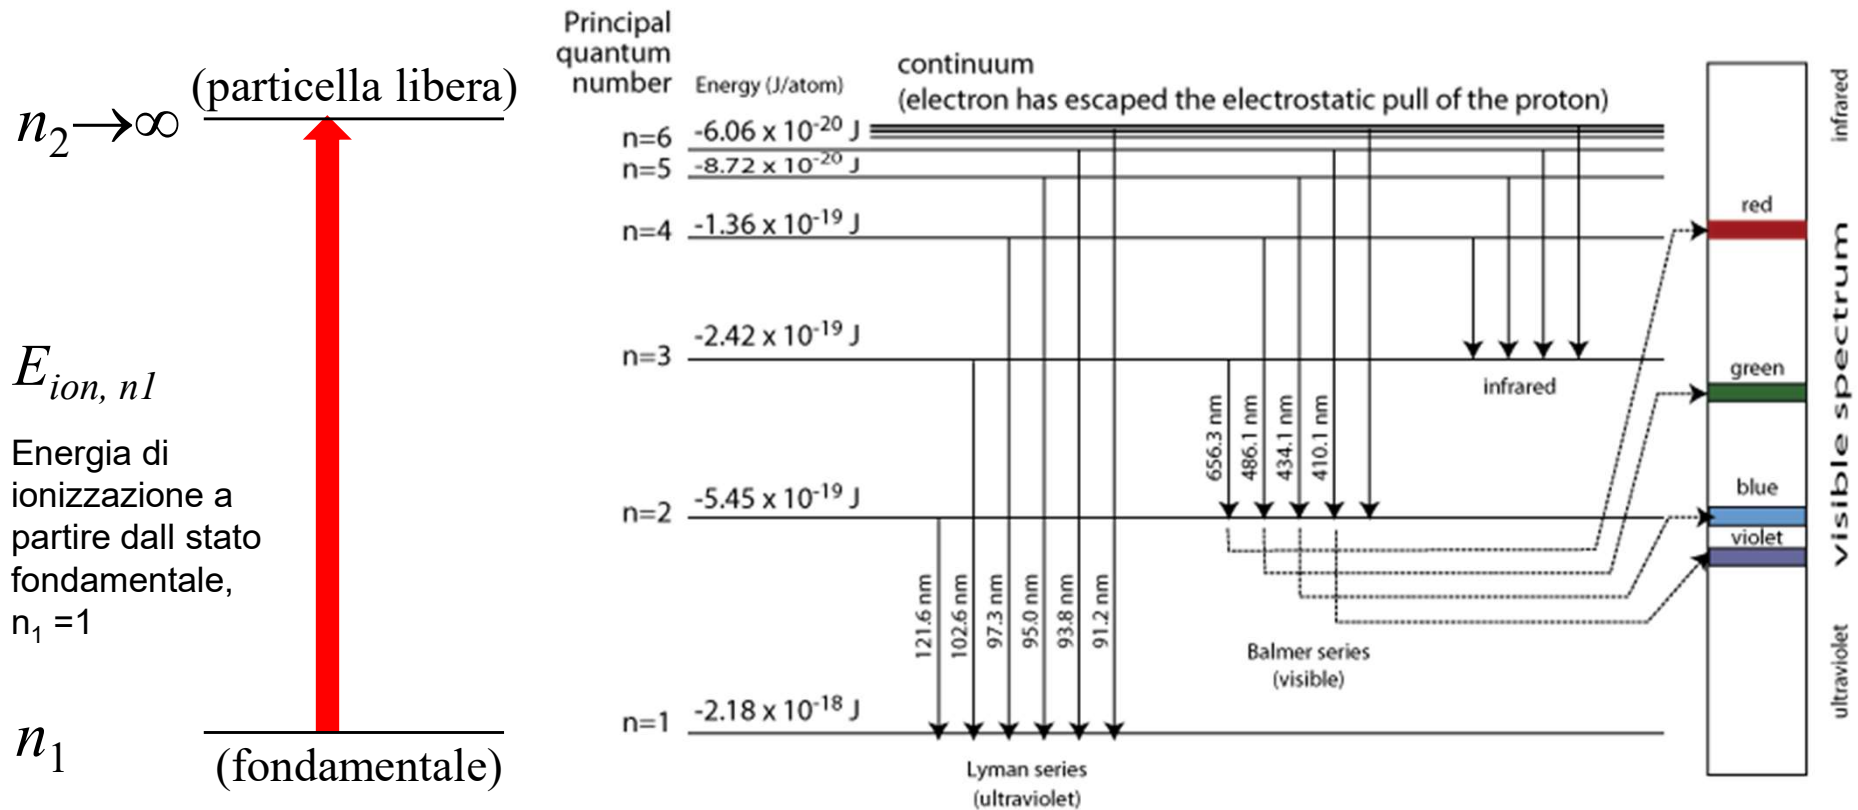 (particella libera)
n₂→∞
E ion, n1
Energia di
ionizzazione a
partire dall stato
fondamentale,
n₁ =1
n₁
(fondamentale)
Principal
quantum
number
Energy (J/atom)
continuum
(electron has escaped the electrostatic pull of the proton)
n=6 -6.06 x 10⁻²⁰ J
n=5 -8.72 x 10⁻²⁰ J
n=4 -1.36 x 10⁻¹⁹ J
n=3 -2.42 x 10⁻¹⁹ J
infrared
656.3 nm
486.1 nm
434.1 nm
410.1 nm
n=2 -5.45 x 10⁻¹⁹ J
121.6 nm
102.6 nm
97.3 nm
95.0 nm
93.8 nm
91.2 nm
Balmer series
(visible)
n=1 -2.18 x 10⁻¹⁸ J
Lyman series
(ultraviolet)
red
green
blue
violet
infrared
visible spectrum
ultraviolet